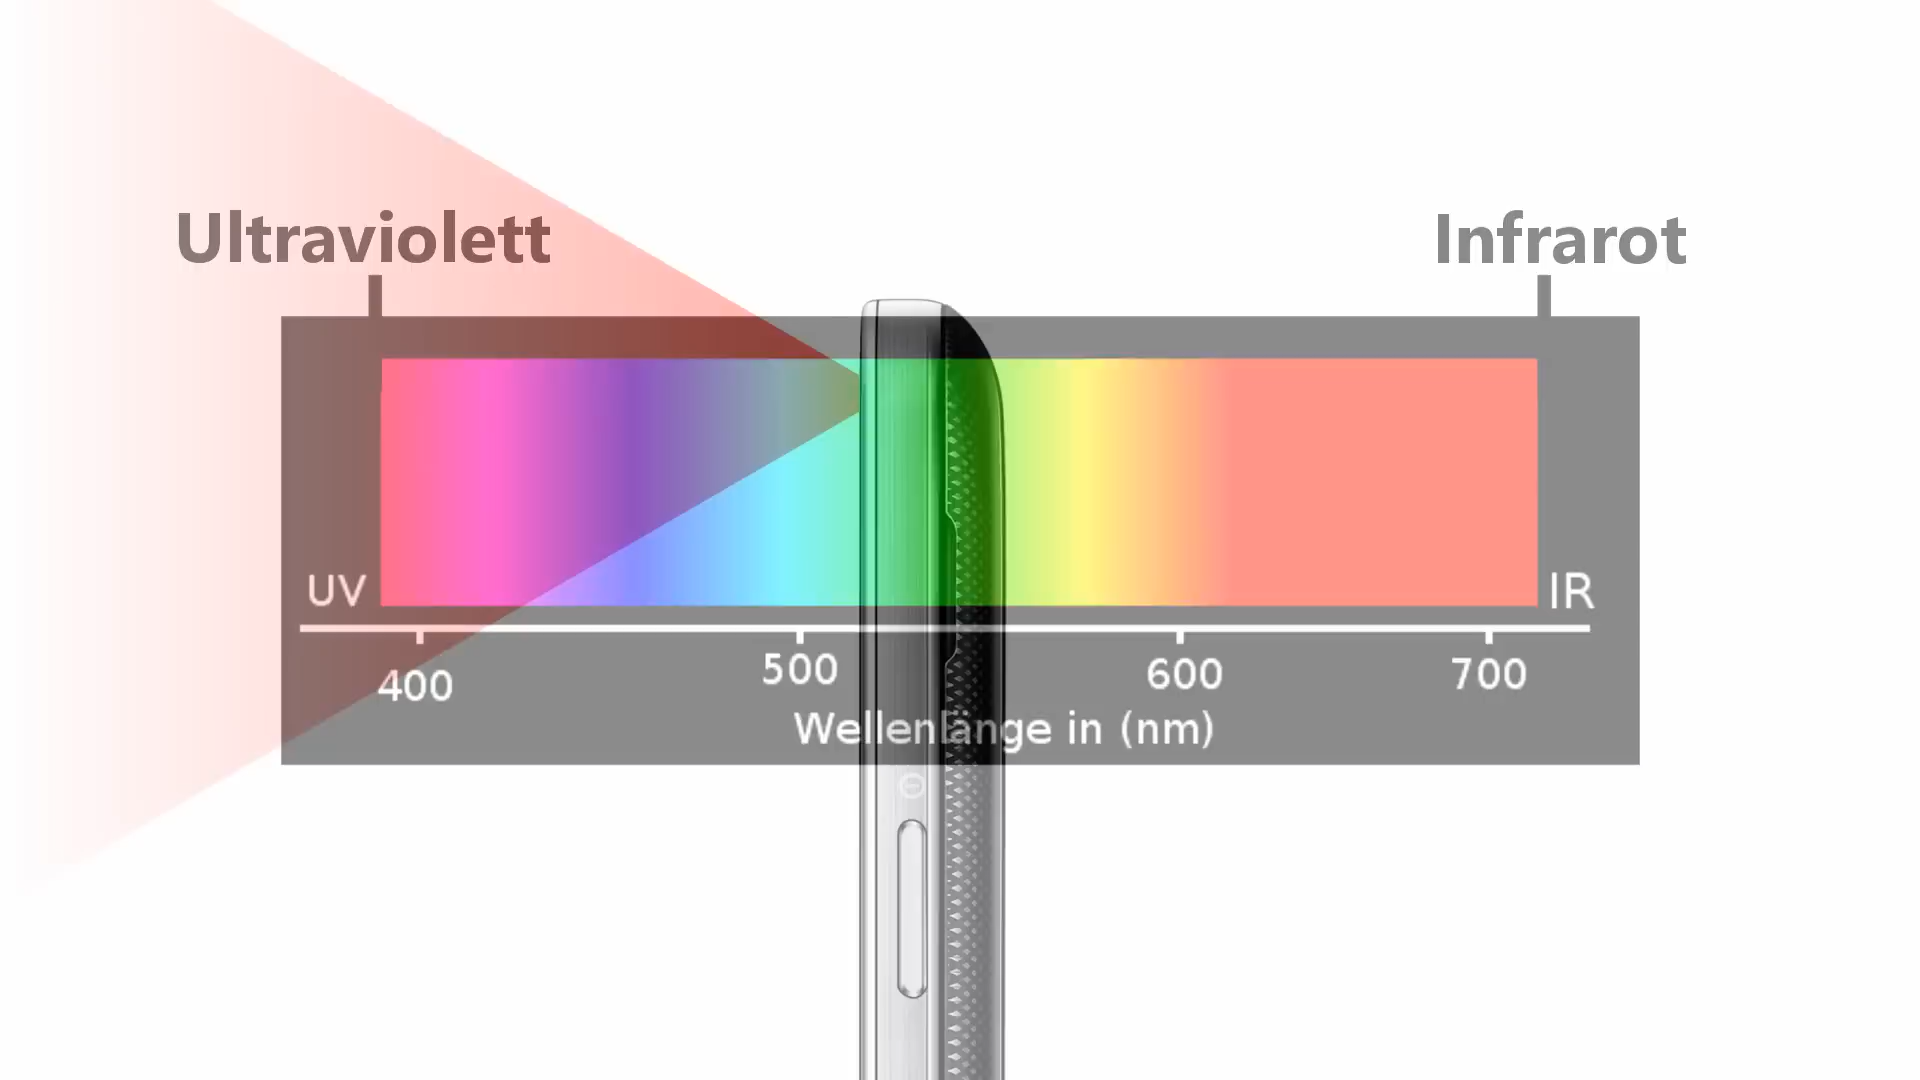 Ultraviolett
Infrarot
UV
IR
400
500
600
700
Wellenlänge in (nm)